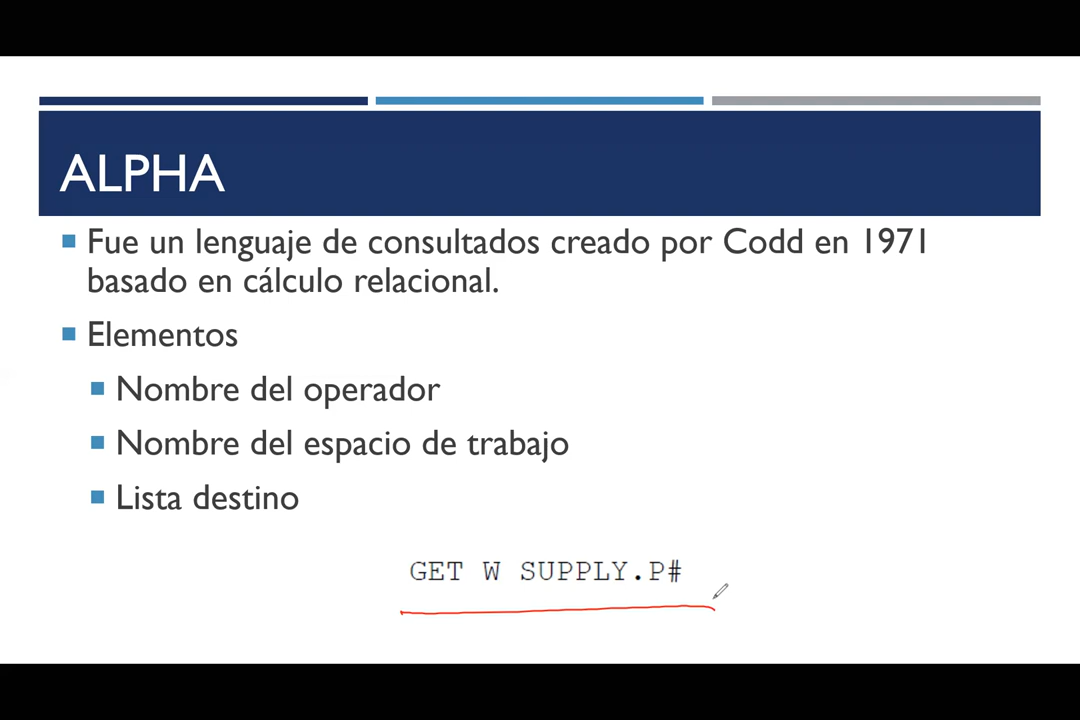 ALPHA
Fue un lenguaje de consultados creado por Codd en 1971
basado en cálculo relacional.
Elementos
Nombre del operador
Nombre del espacio de trabajo
Lista destino
GET W SUPPLY.P#